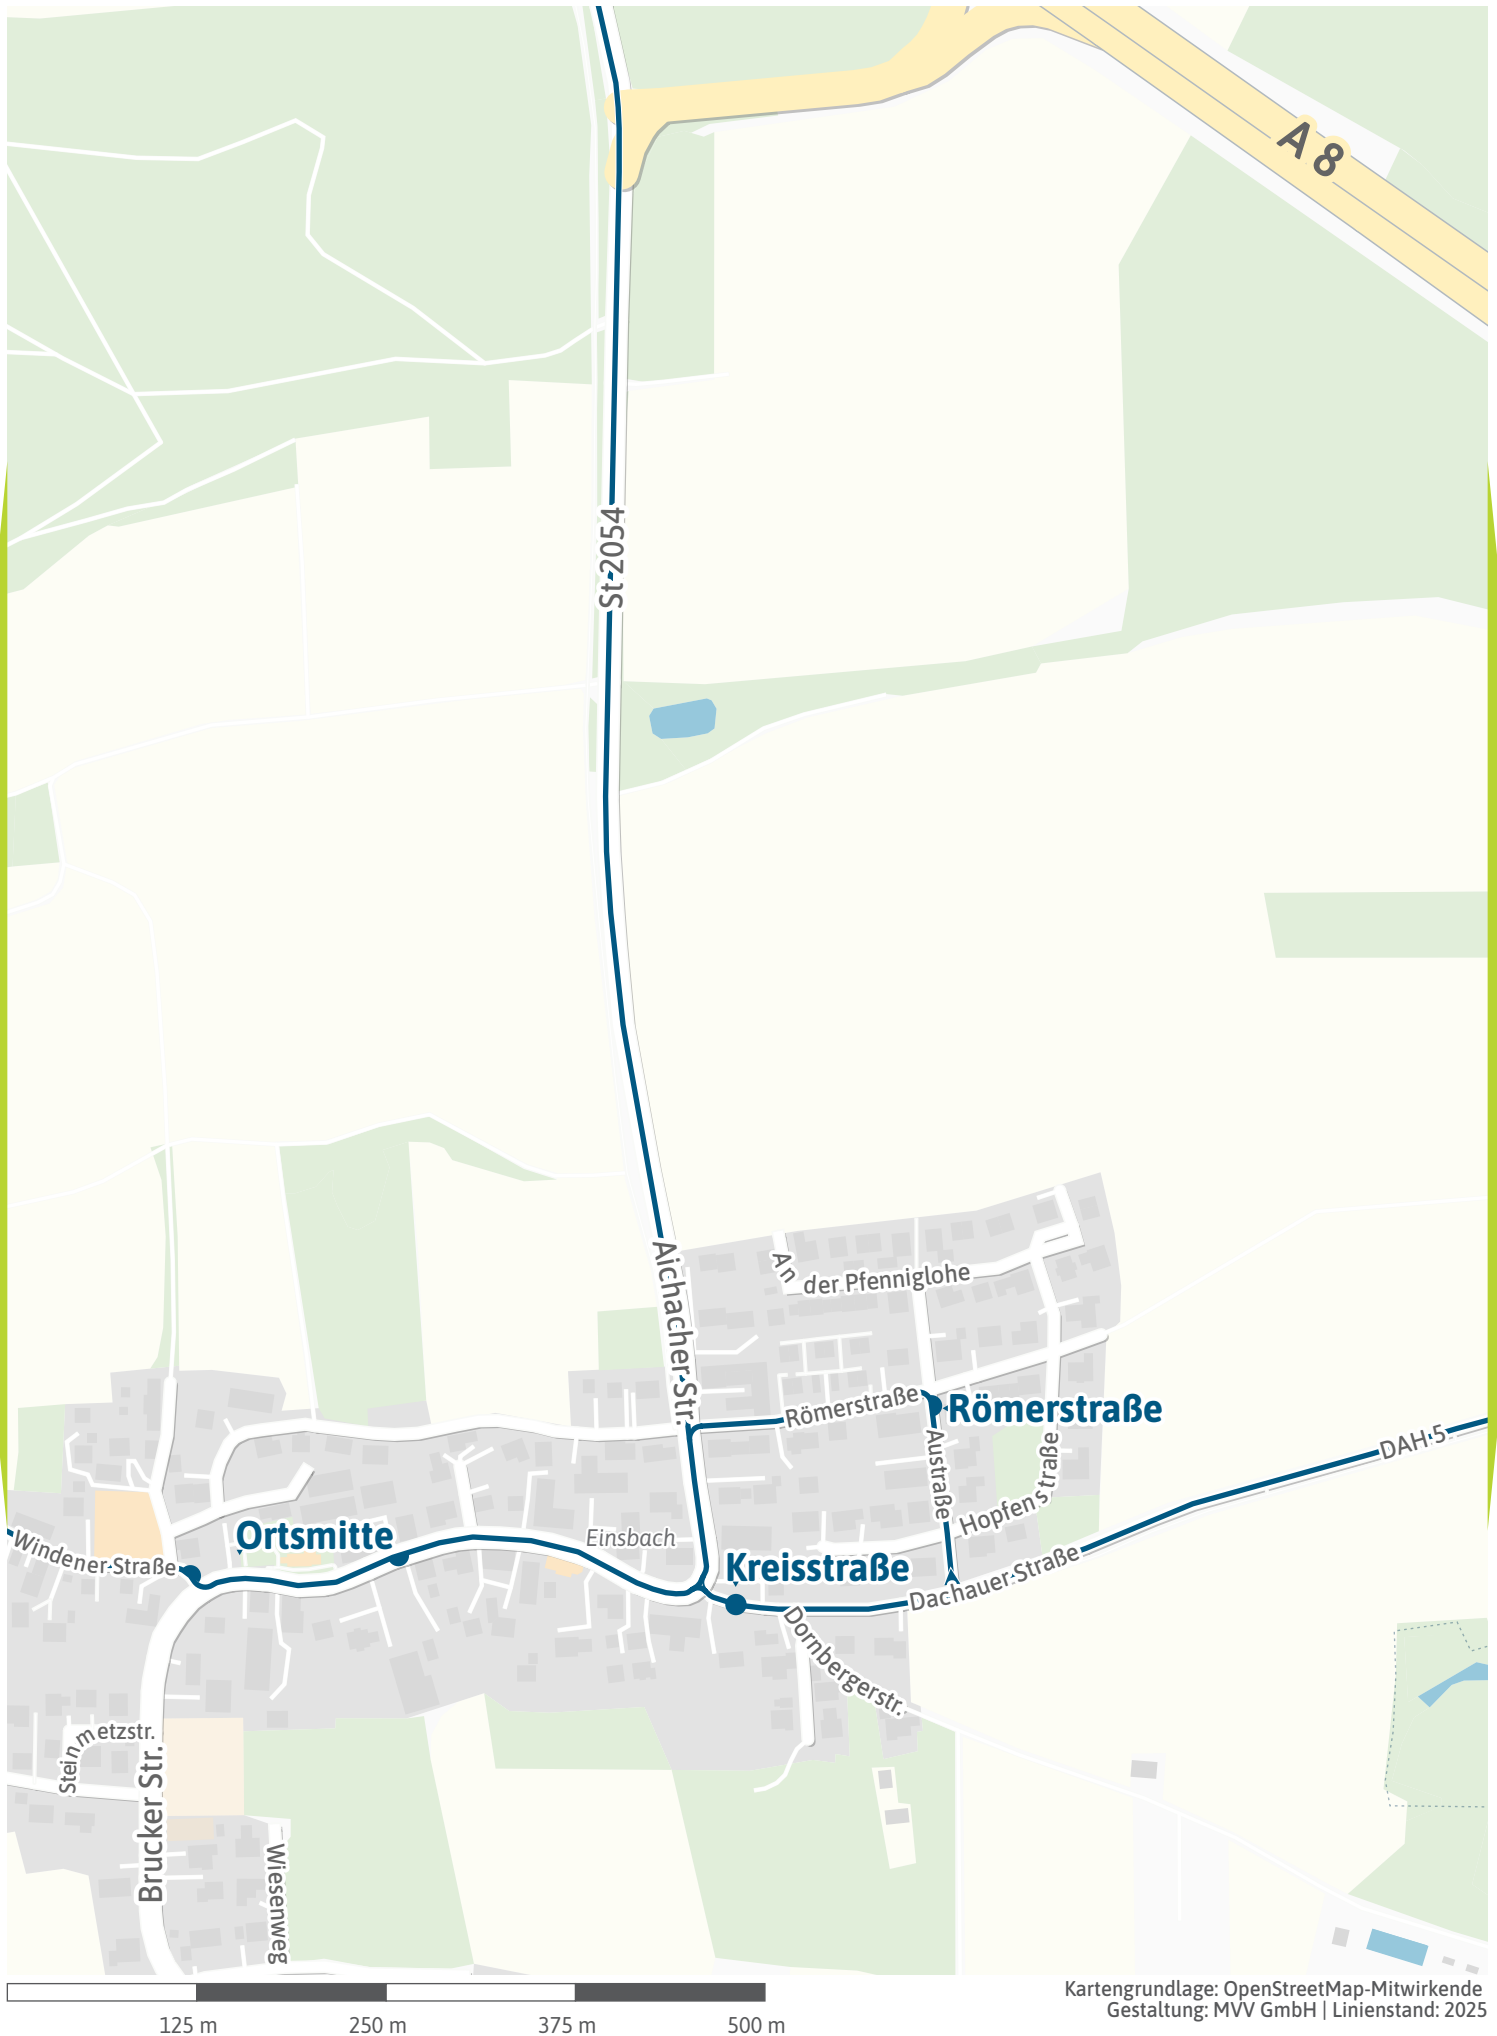 A 8
St 2054
Aichacher Str.
An der Pfenniglohe
Römerstraße
Römerstraße
Austraße
Hopfenstraße
DAH 5
Ortsmitte
Einsbach
Windener Straße
Kreisstraße
Dachauer Straße
Dornbergerstr.
Steinmetzstr.
Brucker Str.
Wiesenweg
125 m 250 m 375 m 500 m
Kartengrundlage: OpenStreetMap-Mitwirkende
Gestaltung: MVV GmbH | Linienstand: 2025